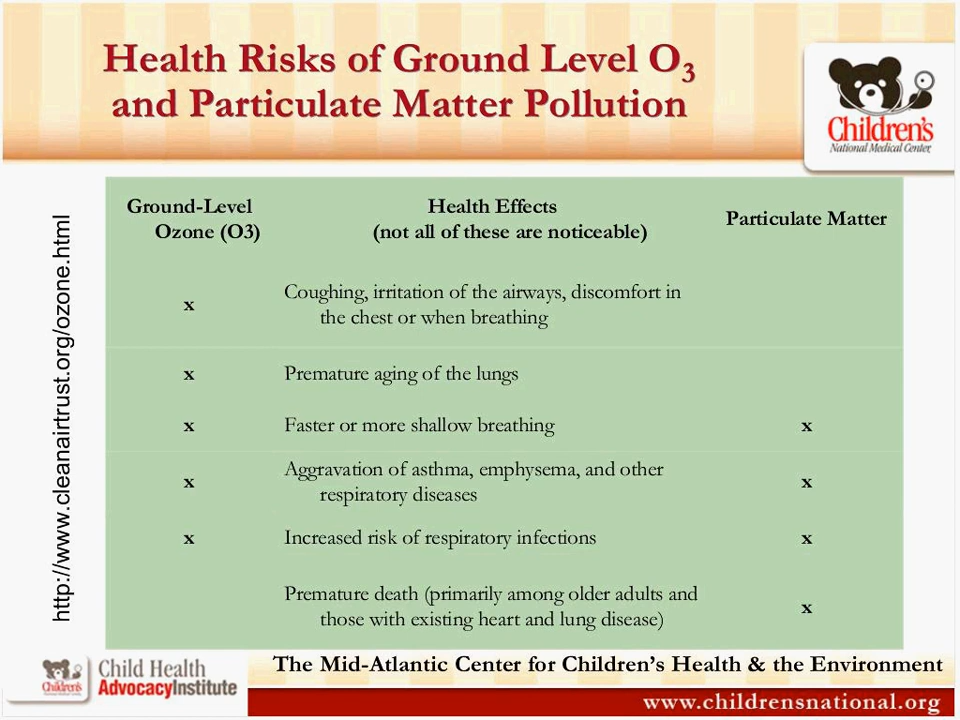 Health Risks of Ground Level O3
and Particulate Matter Pollution
Children's
National Medical Center
http://www.cleanairtrust.org/ozone.html
Ground-Level
Ozone (O3)
Health Effects
(not all of these are noticeable)
Particulate Matter
x
Coughing, irritation of the airways, discomfort in
the chest or when breathing
x
Premature aging of the lungs
x
Faster or more shallow breathing
x
x
Aggravation of asthma, emphysema, and other
respiratory diseases
x
x
Increased risk of respiratory infections
x
Premature death (primarily among older adults and
those with existing heart and lung disease)
x
Children's
Child Health
AdvocacyInstitute
The Mid-Atlantic Center for Children's Health & the Environment
www.childrensnational.org